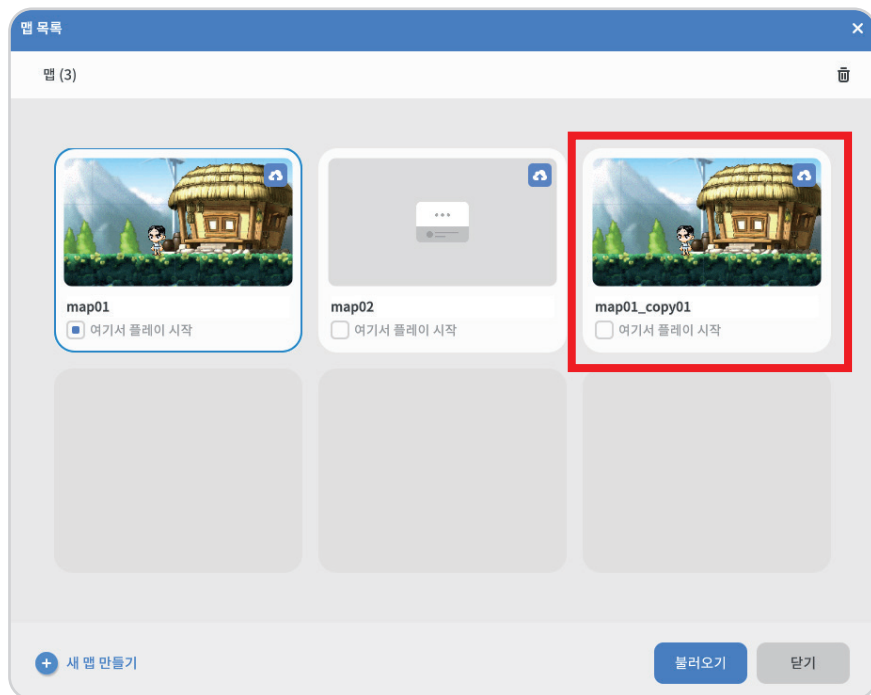 맵 목록
맵 (3)
map01
여기서 플레이 시작
map02
여기서 플레이 시작
map01_copy01
여기서 플레이 시작
새 맵 만들기
불러오기
닫기